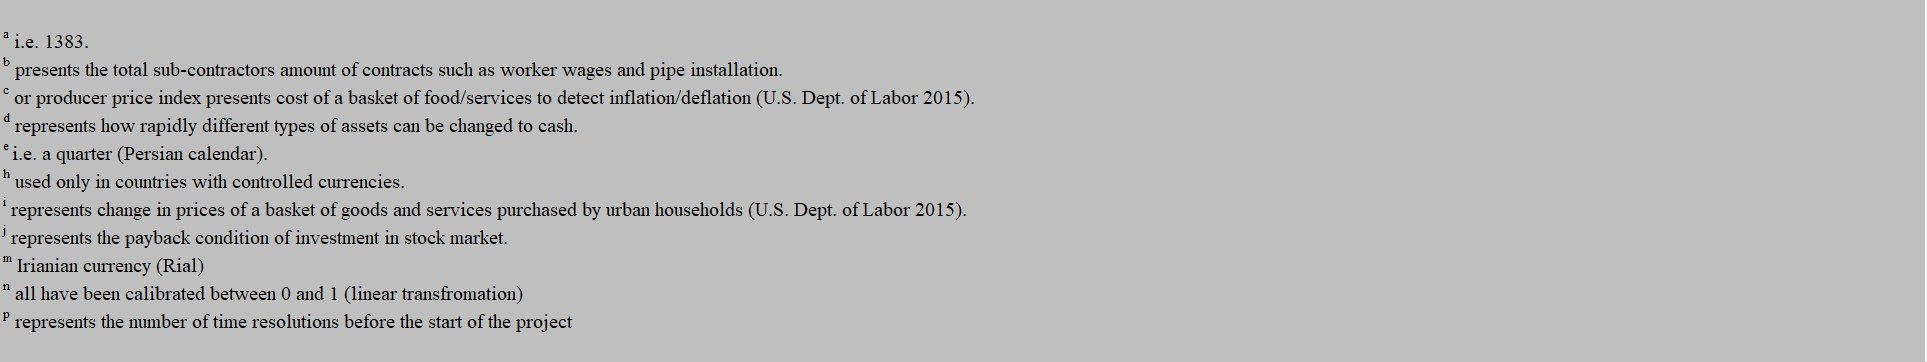 a i.e. 1383.
b presents the total sub-contractors amount of contracts such as worker wages and pipe installation.
c or producer price index presents cost of a basket of food/services to detect inflation/deflation (U.S. Dept. of Labor 2015).
d represents how rapidly different types of assets can be changed to cash.
e i.e. a quarter (Persian calendar).
h used only in countries with controlled currencies.
i represents change in prices of a basket of goods and services purchased by urban households (U.S. Dept. of Labor 2015).
j represents the payback condition of investment in stock market.
m Irianian currency (Rial)
n all have been calibrated between 0 and 1 (linear transfromation)
p represents the number of time resolutions before the start of the project